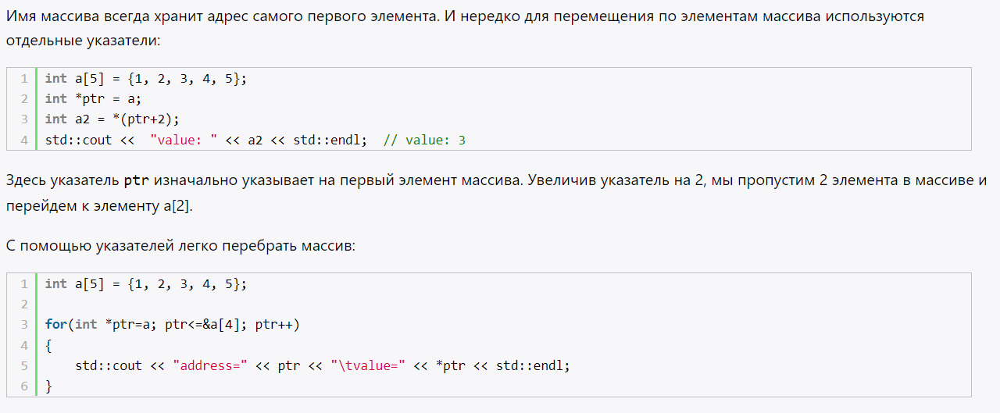 Имя массива всегда хранит адрес самого первого элемента. И нередко для перемещения по элементам массива используются
отдельные указатели:
1 int a[5] = {1, 2, 3, 4, 5};
2 int *ptr = a;
3 int a2 = *(ptr+2);
4 std::cout <<  "value: " << a2 << std::endl;  // value: 3
Здесь указатель ptr изначально указывает на первый элемент массива. Увеличив указатель на 2, мы пропустим 2 элемента в массиве и
перейдем к элементу a[2].
С помощью указателей легко перебрать массив:
1 int a[5] = {1, 2, 3, 4, 5};
2
3 for(int *ptr=a; ptr<=&a[4]; ptr++)
4 {
5     std::cout << "address=" << ptr << "\tvalue=" << *ptr << std::endl;
6 }